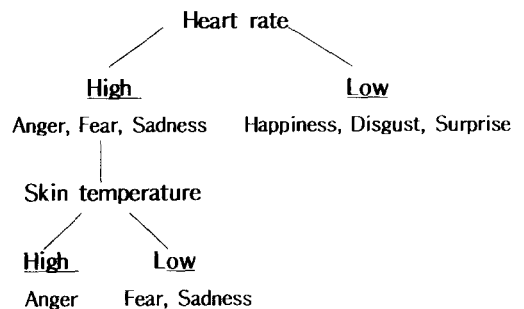 Heart rate
High Low
Anger, Fear, Sadness Happiness, Disgust, Surprise
Skin temperature
High Low
Anger Fear, Sadness